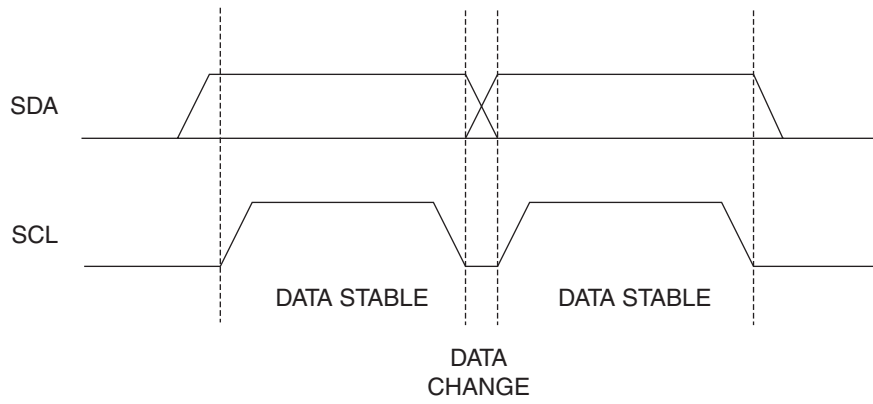 SDA
SCL
DATA STABLE
DATA STABLE
DATA
CHANGE